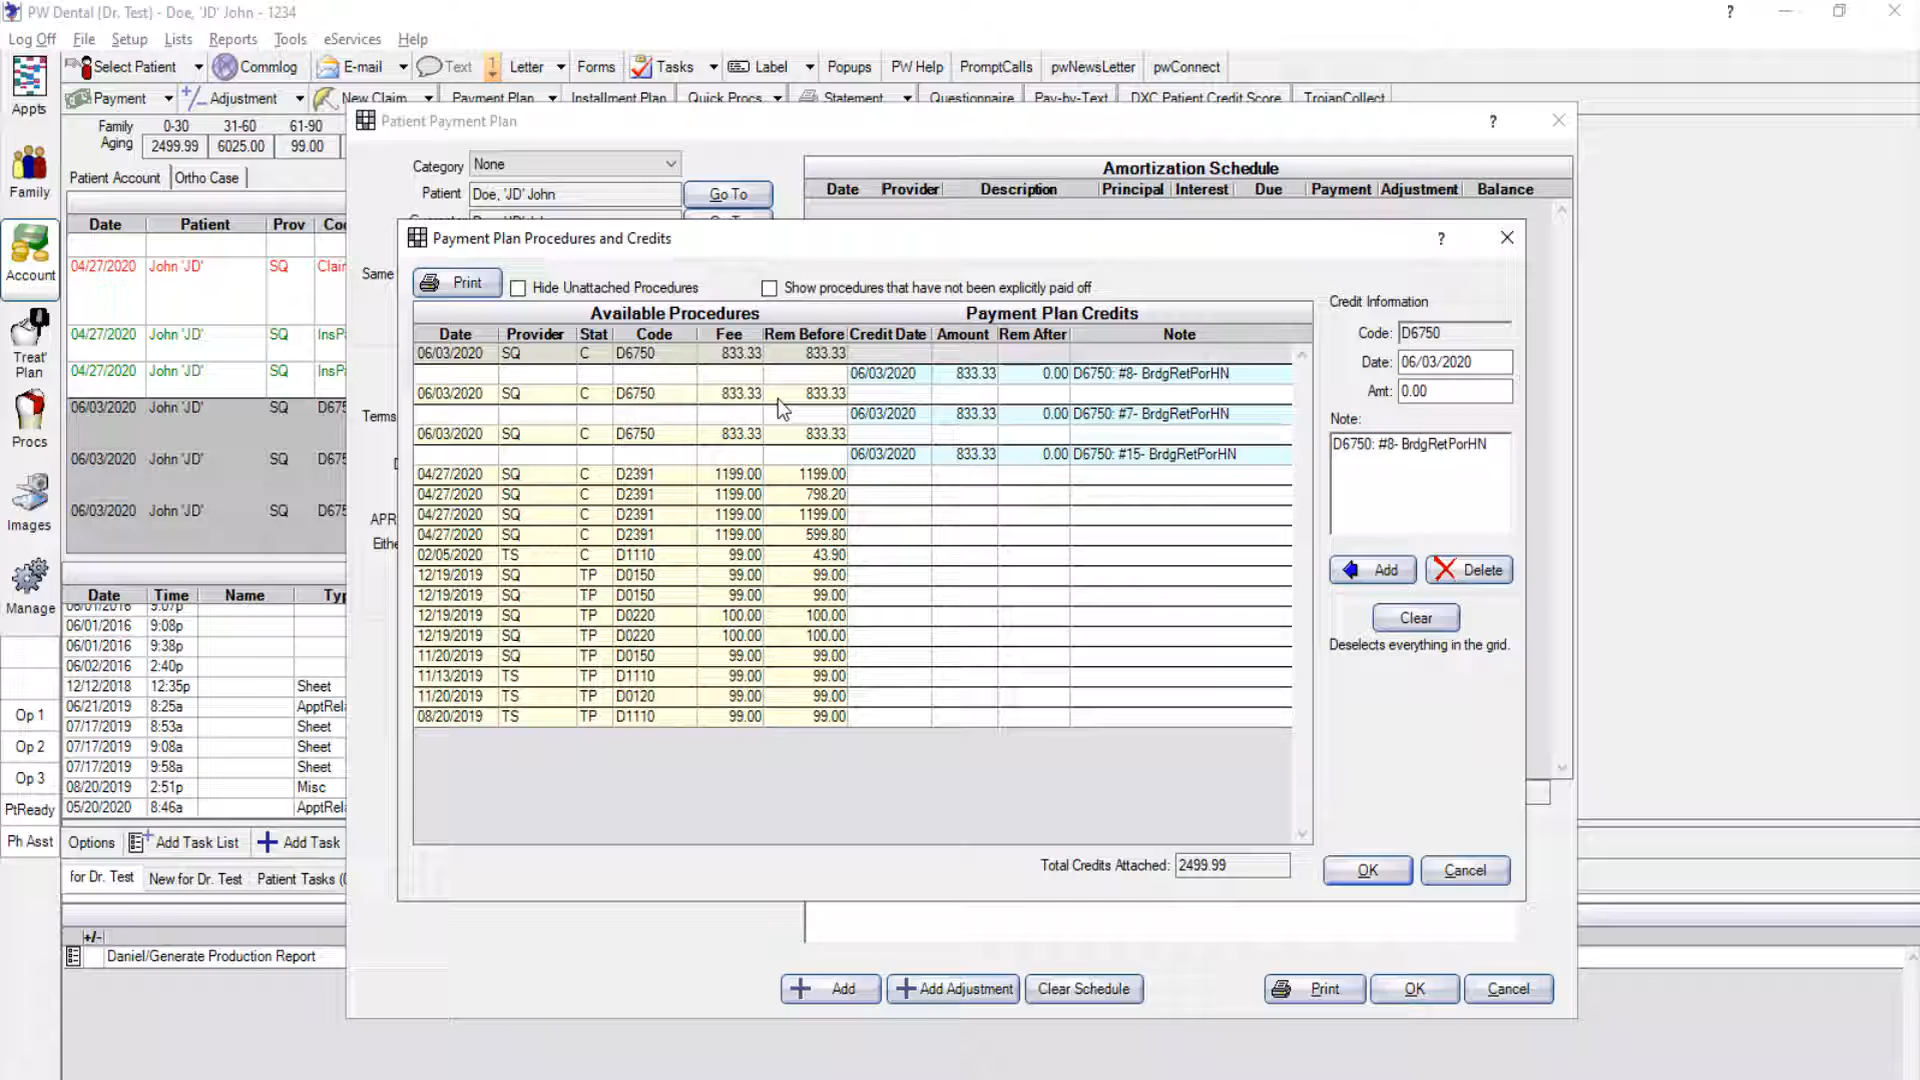 PW Dental (Dr. Test) - Doe, 'JD' John - 1234 ?
Log Off File Setup Lists Reports Tools eServices Help
Select Patient Commlog E-mail Text 1 Letter Forms Tasks Label Popups PW Help PromptCalls pwNewsLetter pwConnect
Payment Adjustment New Claim Payment Plan Installment Plan Quick Procs Statement Questionnaire Pay-by-Text DXC Patient Credit Score TrojanCollect
Appts
Family
Account
Treat' Plan
Procs
Images
Manage
Op 1
Op 2
Op 3
PtReady
Ph Asst
Family Aging 0-30 31-60 61-90
2499.99 6025.00 99.00
Patient Account Ortho Case
Date Patient Prov
04/27/2020 John 'JD' SQ Clair
04/27/2020 John 'JD' SQ InsP
04/27/2020 John 'JD' SQ InsP
06/03/2020 John 'JD' SQ D675
06/03/2020 John 'JD' SQ D675
06/03/2020 John 'JD' SQ D675
Date Time Name Typ
06/01/2016 9:07p
06/01/2016 9:08p
06/01/2016 9:38p
06/02/2016 2:40p
12/12/2018 12:35p Sheet
06/21/2019 8:25a ApptRel
07/17/2019 8:53a Sheet
07/17/2019 9:08a Sheet
07/17/2019 9:58a Sheet
08/20/2019 2:51p Misc
05/20/2020 8:46a ApptRel
Options Add Task List Add Task
for Dr. Test New for Dr. Test Patient Tasks
+/-
Daniel/Generate Production Report
Patient Payment Plan ?
Category None
Patient Doe, 'JD' John Go To
Same
Terms
APR
Eithe
Amortization Schedule
Date Provider Description Principal Interest Due Payment Adjustment Balance
Payment Plan Procedures and Credits ?
Print Hide Unattached Procedures Show procedures that have not been explicitly paid off
Available Procedures Payment Plan Credits
Date Provider Stat Code Fee Rem Before Credit Date Amount Rem After Note
06/03/2020 SQ C D6750 833.33 833.33
06/03/2020 833.33 0.00 D6750: #8- BrdgRetPorHN
06/03/2020 SQ C D6750 833.33 833.33
06/03/2020 833.33 0.00 D6750: #7- BrdgRetPorHN
06/03/2020 SQ C D6750 833.33 833.33
06/03/2020 833.33 0.00 D6750: #15- BrdgRetPorHN
04/27/2020 SQ C D2391 1199.00 1199.00
04/27/2020 SQ C D2391 1199.00 798.20
04/27/2020 SQ C D2391 1199.00 1199.00
04/27/2020 SQ C D2391 1199.00 599.80
02/05/2020 TS C D1110 99.00 43.90
12/19/2019 SQ TP D0150 99.00 99.00
12/19/2019 SQ TP D0150 99.00 99.00
12/19/2019 SQ TP D0220 100.00 100.00
12/19/2019 SQ TP D0220 100.00 100.00
11/20/2019 SQ TP D0150 99.00 99.00
11/13/2019 TS TP D1110 99.00 99.00
11/20/2019 TS TP D0120 99.00 99.00
08/20/2019 TS TP D1110 99.00 99.00
Total Credits Attached: 2499.99
Credit Information
Code: D6750
Date: 06/03/2020
Amt: 0.00
Note:
D6750: #8- BrdgRetPorHN
Add Delete
Clear
Deselects everything in the grid.
OK Cancel
Add Add Adjustment Clear Schedule Print OK Cancel